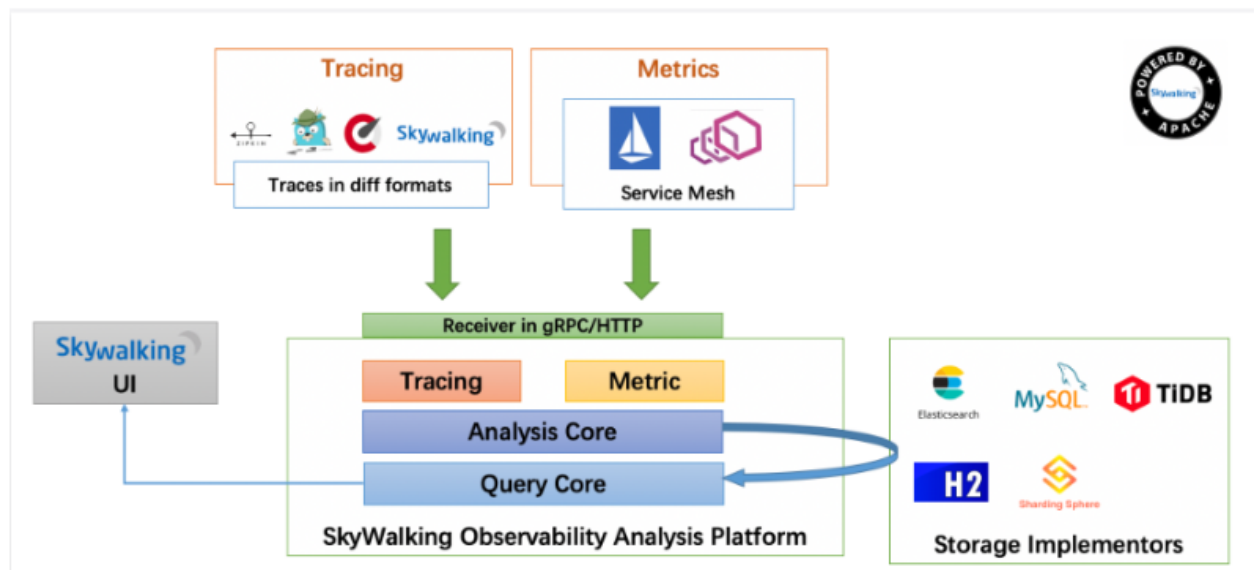 Tracing
ZIPKIN
Skywalking
Traces in diff formats
Metrics
Service Mesh
POWERED BY
Skywalking
APACHE
Receiver in gRPC/HTTP
Skywalking
UI
Tracing
Metric
Analysis Core
Query Core
SkyWalking Observability Analysis Platform
Elasticsearch
MySQL
TiDB
H2
Sharding Sphere
Storage Implementors